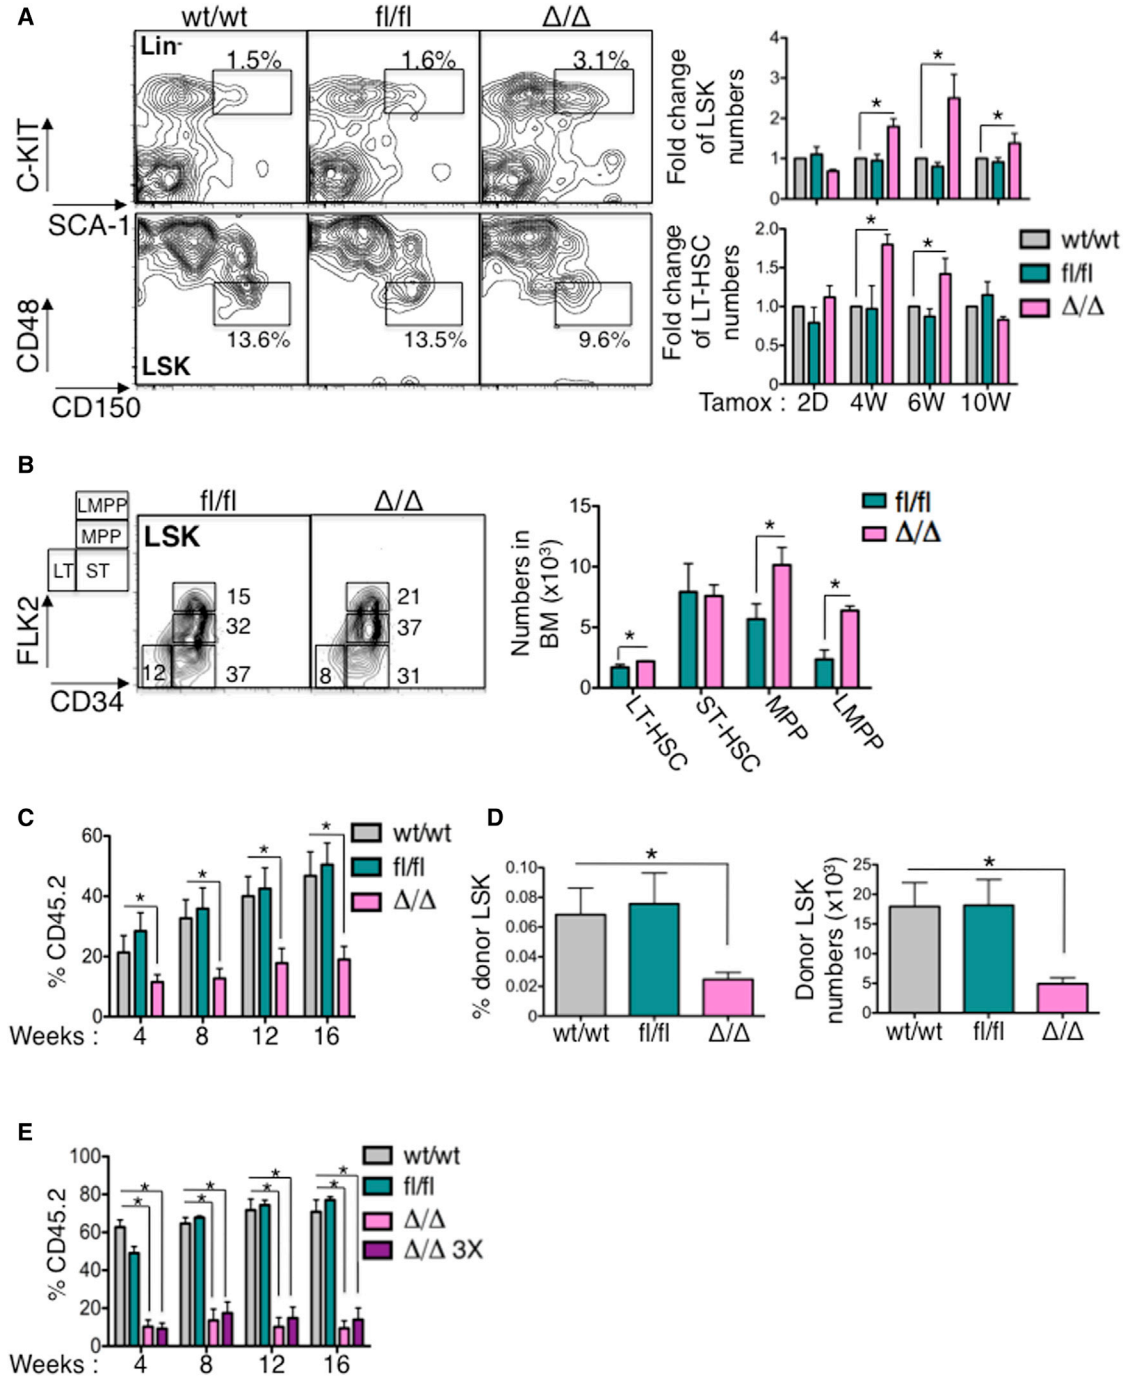 A
wt/wt fl/fl Δ/Δ
Lin-
1.5% 1.6% 3.1%
C-KIT
SCA-1
CD48
13.6% 13.5% 9.6%
LSK
CD150
Fold change
of LSK
numbers
4
3
2
1
0
* * *
Fold change
of LT-HSC
numbers
2.0
1.5
1.0
0.5
0
* *
Tamox : 2D 4W 6W 10W
wt/wt
fl/fl
Δ/Δ
B
LMPP
MPP
LT ST
FLK2
CD34
fl/fl Δ/Δ
LSK
15 21
32 37
12 37 8 31
Numbers in
BM (x10³)
15
10
5
0
* * *
LT-HSC ST-HSC MPP LMPP
fl/fl
Δ/Δ
C
% CD45.2
60
40
20
0
* * * *
Weeks : 4 8 12 16
wt/wt
fl/fl
Δ/Δ
D
% donor LSK
0.10
0.08
0.06
0.04
0.02
0
*
wt/wt fl/fl Δ/Δ
Donor LSK
numbers (x10³)
25
20
15
10
5
0
*
wt/wt fl/fl Δ/Δ
E
% CD45.2
100
80
60
40
20
0
* * * *
* * * *
Weeks : 4 8 12 16
wt/wt
fl/fl
Δ/Δ
Δ/Δ 3X